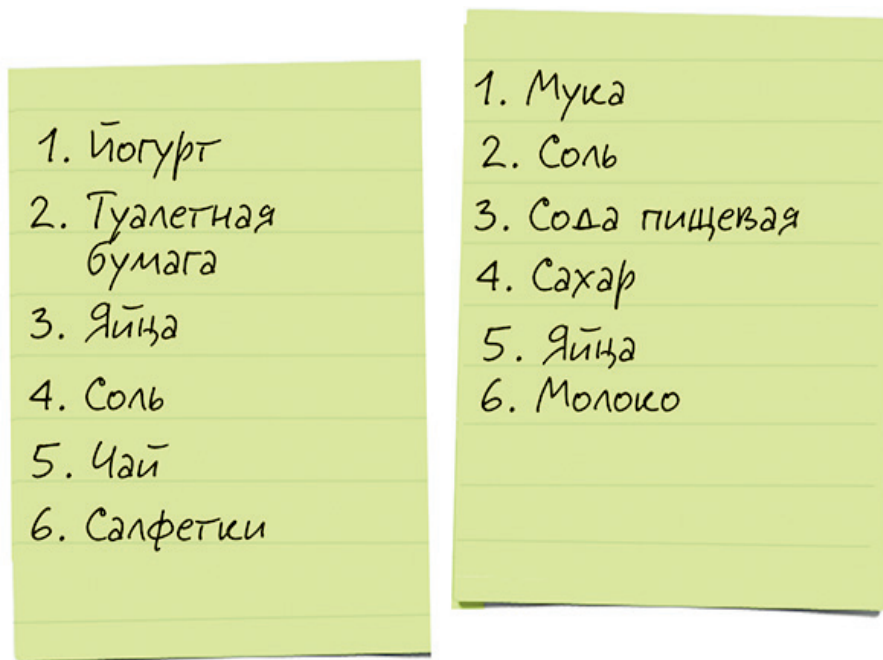 1. Йогурт
2. Туалетная
бумага
3. Яйца
4. Соль
5. Чай
6. Салфетки
1. Мука
2. Соль
3. Сода пищевая
4. Сахар
5. Яйца
6. Молоко